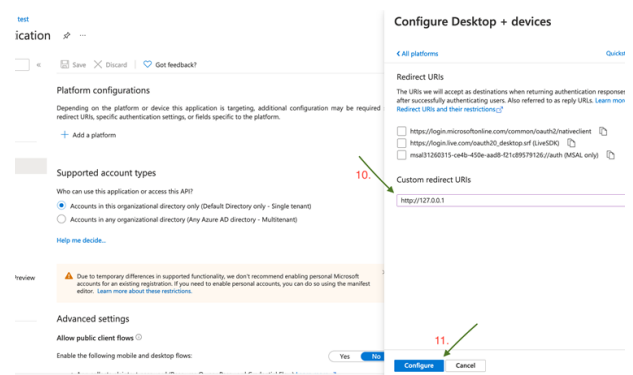 test
ication
Configure Desktop + devices
« Save Discard Got feedback?
All platforms Quickst
Platform configurations
Depending on the platform or device this application is targeting, additional configuration may be required
redirect URIs, specific authentication settings, or fields specific to the platform.
Add a platform
Supported account types
Who can use this application or access this API?
Accounts in this organizational directory only (Default Directory only - Single tenant)
Accounts in any organizational directory (Any Azure AD directory - Multitenant)
Help me decide...
Preview
Due to temporary differences in supported functionality, we don't recommend enabling personal Microsoft
accounts for an existing registration. If you need to enable personal accounts, you can do so using the manifest
editor. Learn more about these restrictions.
Advanced settings
Allow public client flows
Enable the following mobile and desktop flows: Yes No
Redirect URIs
The URIs we will accept as destinations when returning authentication responses
after successfully authenticating users. Also referred to as reply URLs. Learn more
Redirect URIs and their restrictions
https://login.microsoftonline.com/common/oauth2/nativeclient
https://login.live.com/oauth20_desktop.srf (LiveSDK)
msal31260315-ce4b-450e-aad8-f21c89579126://auth (MSAL only)
10.
Custom redirect URIs
http://127.0.0.1
11.
Configure Cancel